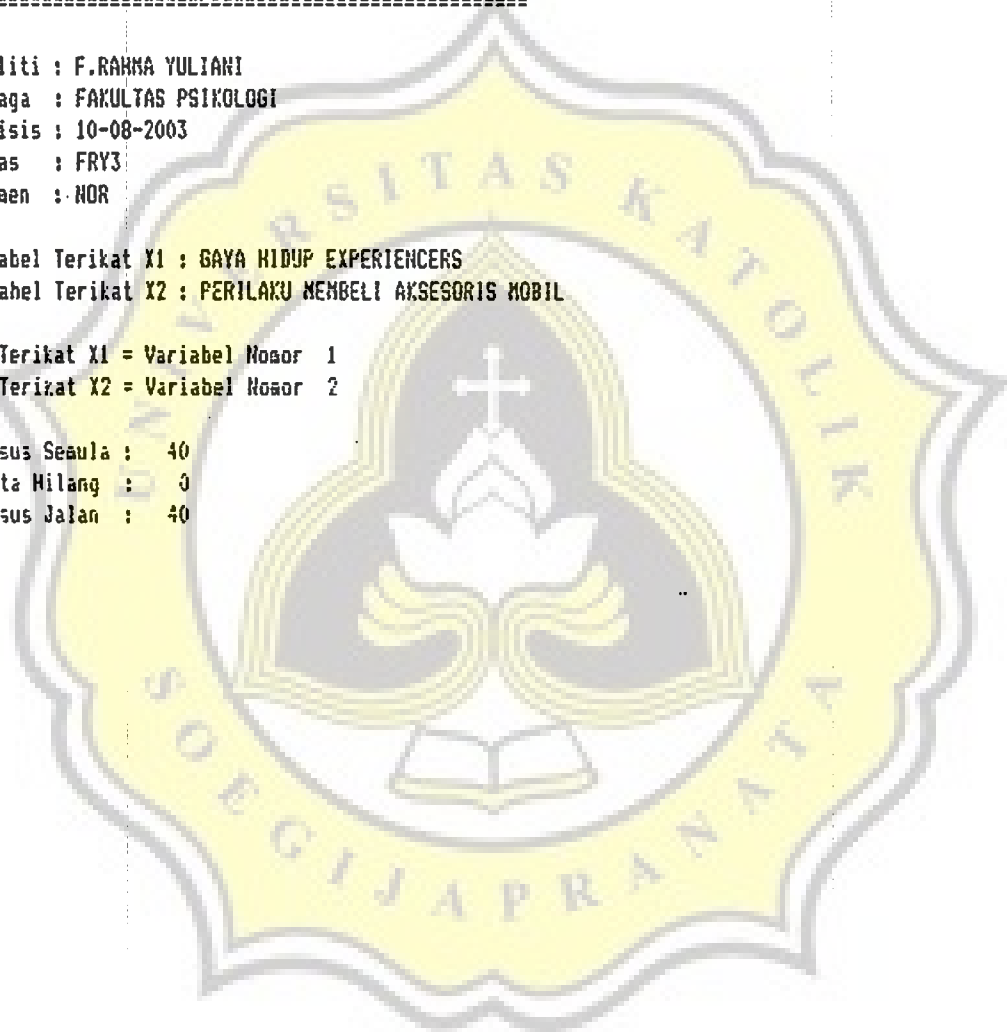 liti : F.RAHMA YULIANI
aga : FAKULTAS PSIKOLOGI
isis : 10-08-2003
as : FRY3
aen : NOR
abel Terikat X1 : GAYA HIDUP EXPERIENCERS
abel Terikat X2 : PERILAKU MEMBELI AKSESORIS MOBIL
Terikat X1 = Variabel Nomor 1
Terikat X2 = Variabel Nomor 2
sus Semula : 40
ta Hilang : 0
sus Jalan : 40
UNIVERSITAS KATOLIK
SOEGIJAPRANATA